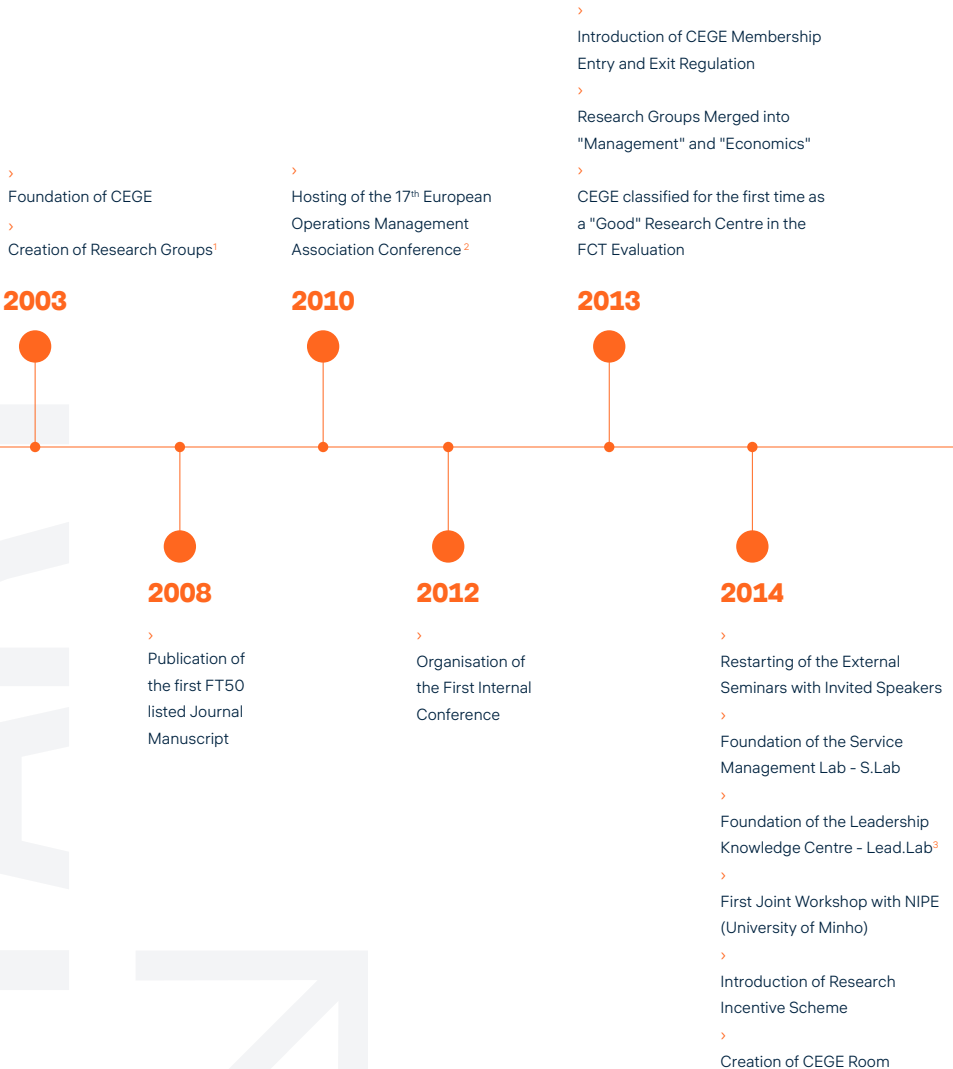 ›
Foundation of CEGE
›
Creation of Research Groups¹
2003
›
Hosting of the 17th European
Operations Management
Association Conference ²
2010
›
Introduction of CEGE Membership
Entry and Exit Regulation
›
Research Groups Merged into
"Management" and "Economics"
›
CEGE classified for the first time as
a "Good" Research Centre in the
FCT Evaluation
2013
2008
›
Publication of
the first FT50
listed Journal
Manuscript
2012
›
Organisation of
the First Internal
Conference
2014
›
Restarting of the External
Seminars with Invited Speakers
›
Foundation of the Service
Management Lab - S.Lab
›
Foundation of the Leadership
Knowledge Centre - Lead.Lab³
›
First Joint Workshop with NIPE
(University of Minho)
›
Introduction of Research
Incentive Scheme
›
Creation of CEGE Room